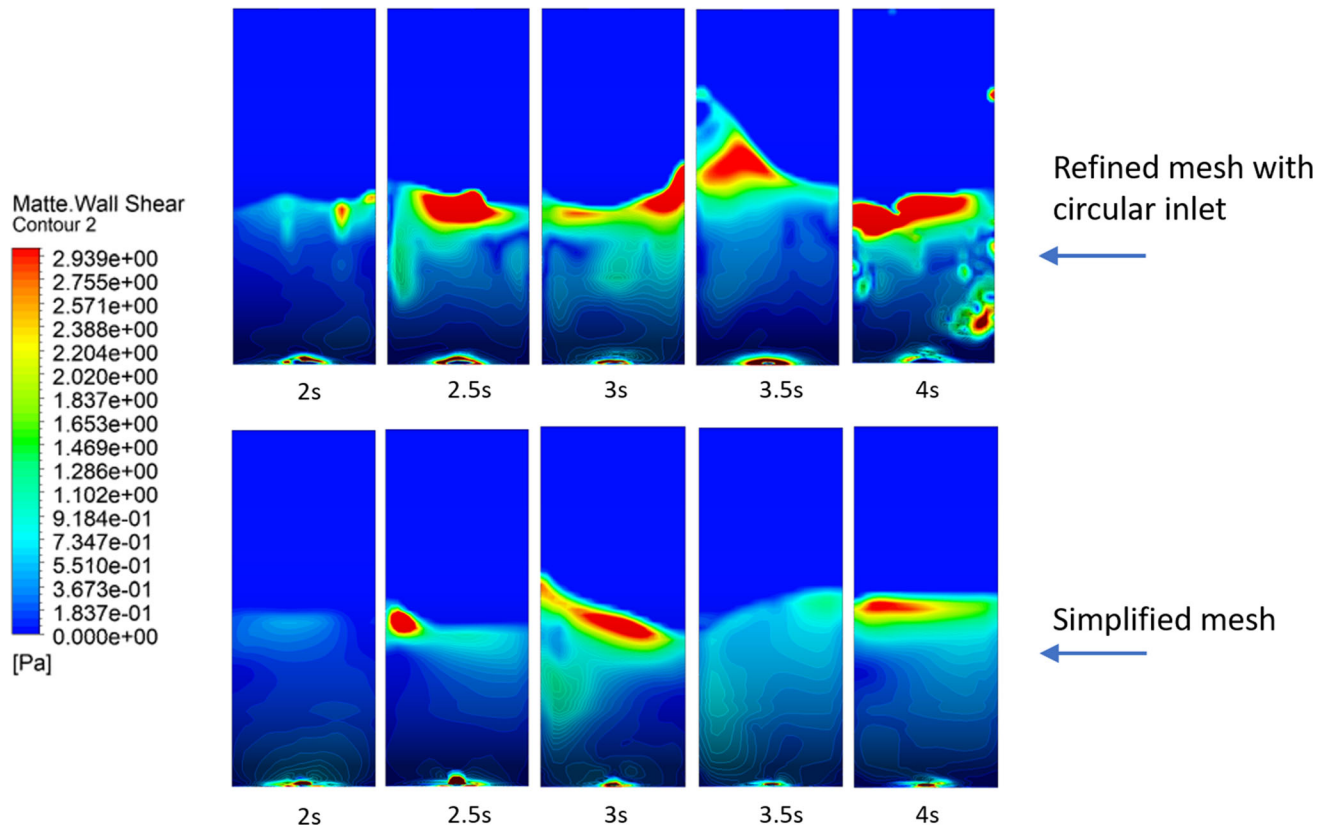 Matte.Wall Shear
Contour 2
2.939e+00
2.755e+00
2.571e+00
2.388e+00
2.204e+00
2.020e+00
1.837e+00
1.653e+00
1.469e+00
1.286e+00
1.102e+00
9.184e-01
7.347e-01
5.510e-01
3.673e-01
1.837e-01
0.000e+00
[Pa]
2s 2.5s 3s 3.5s 4s
Refined mesh with
circular inlet
2s 2.5s 3s 3.5s 4s
Simplified mesh